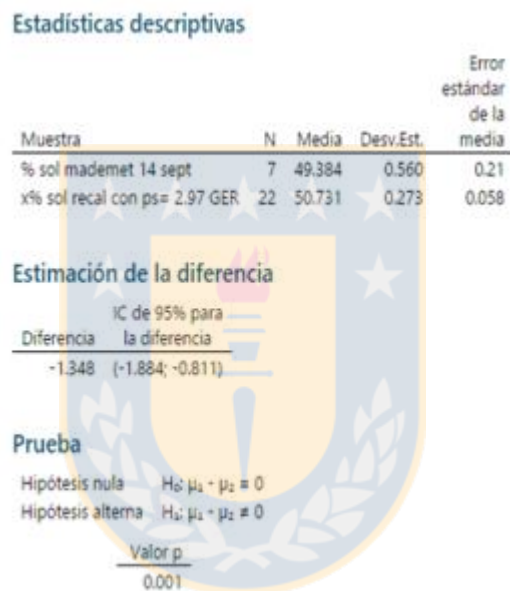 Estadísticas descriptivas
Error
estándar
de la
Muestra N Media Desv.Est. media
% sol mademet 14 sept 7 49.384 0.560 0.21
x% sol recal con ps= 2.97 GER 22 50.731 0.273 0.058
Estimación de la diferencia
IC de 95% para
Diferencia la diferencia
-1.348 (-1.884; -0.811)
Prueba
Hipótesis nula H₀: μ₁ - μ₂ = 0
Hipótesis alterna H₁: μ₁ - μ₂ ≠ 0
Valor p
0.001